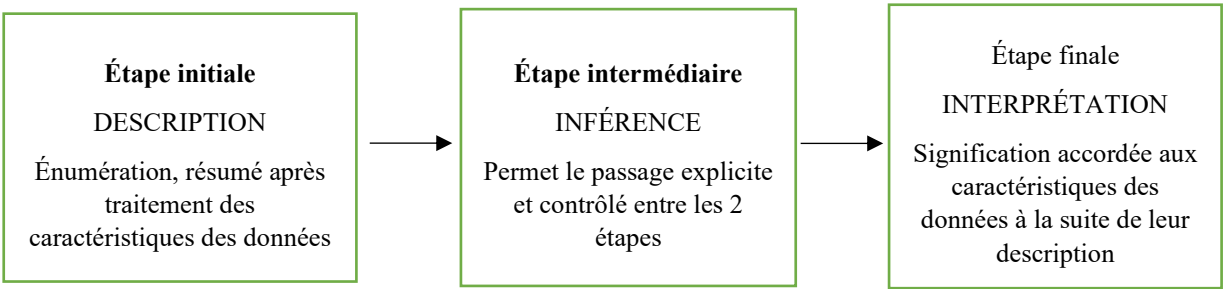 Étape initiale
DESCRIPTION
Énumération, résumé après
traitement des
caractéristiques des données
Étape intermédiaire
INFÉRENCE
Permet le passage explicite
et contrôlé entre les 2
étapes
Étape finale
INTERPRÉTATION
Signification accordée aux
caractéristiques des
données à la suite de leur
description